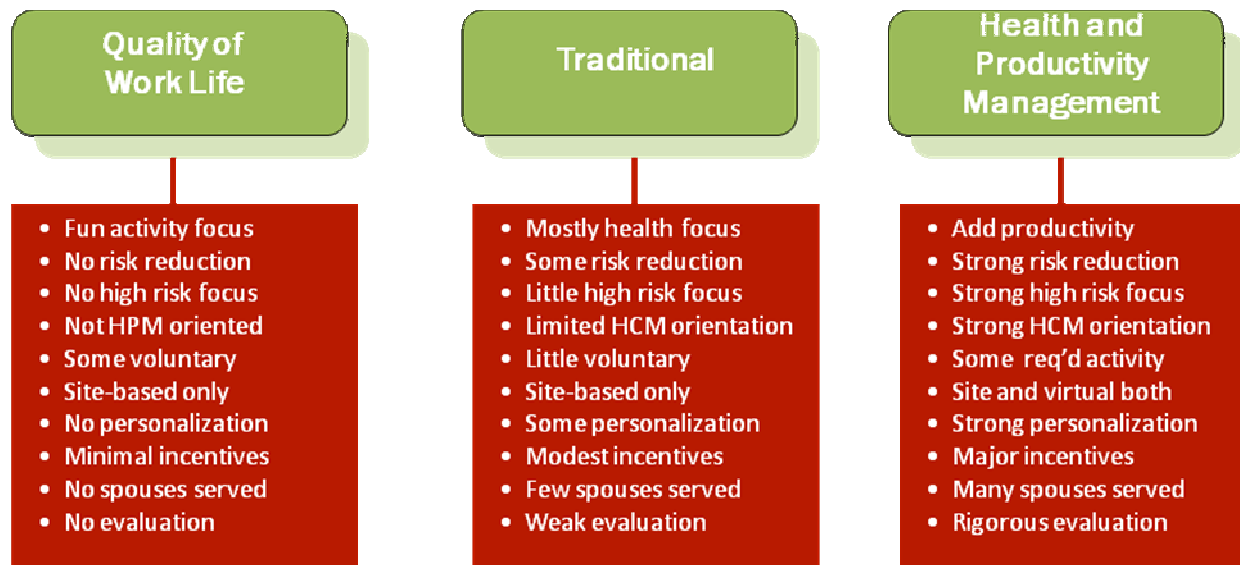 Quality of
Work Life
• Fun activity focus
• No risk reduction
• No high risk focus
• Not HPM oriented
• Some voluntary
• Site-based only
• No personalization
• Minimal incentives
• No spouses served
• No evaluation
Traditional
• Mostly health focus
• Some risk reduction
• Little high risk focus
• Limited HCM orientation
• Little voluntary
• Site-based only
• Some personalization
• Modest incentives
• Few spouses served
• Weak evaluation
Health and
Productivity
Management
• Add productivity
• Strong risk reduction
• Strong high risk focus
• Strong HCM orientation
• Some req’d activity
• Site and virtual both
• Strong personalization
• Major incentives
• Many spouses served
• Rigorous evaluation